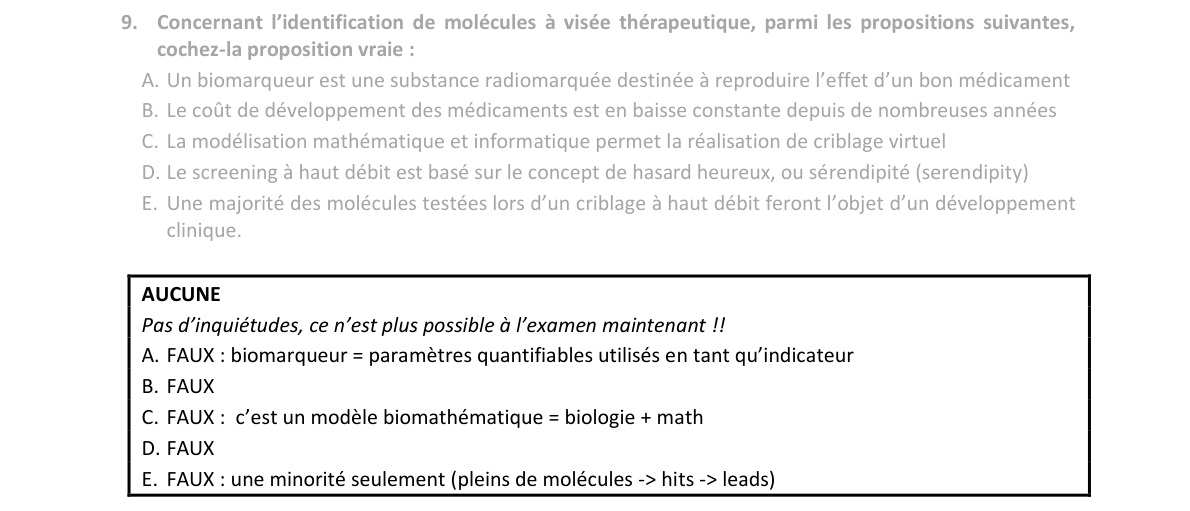 9. Concernant l’identification de molécules à visée thérapeutique, parmi les propositions suivantes,
cochez-la proposition vraie :
A. Un biomarqueur est une substance radiomarquée destinée à reproduire l’effet d’un bon médicament
B. Le coût de développement des médicaments est en baisse constante depuis de nombreuses années
C. La modélisation mathématique et informatique permet la réalisation de criblage virtuel
D. Le screening à haut débit est basé sur le concept de hasard heureux, ou sérendipité (serendipity)
E. Une majorité des molécules testées lors d’un criblage à haut débit feront l’objet d’un développement
clinique.
AUCUNE
Pas d’inquiétudes, ce n’est plus possible à l’examen maintenant !!
A. FAUX : biomarqueur = paramètres quantifiables utilisés en tant qu’indicateur
B. FAUX
C. FAUX : c’est un modèle biomathématique = biologie + math
D. FAUX
E. FAUX : une minorité seulement (pleins de molécules -> hits -> leads)